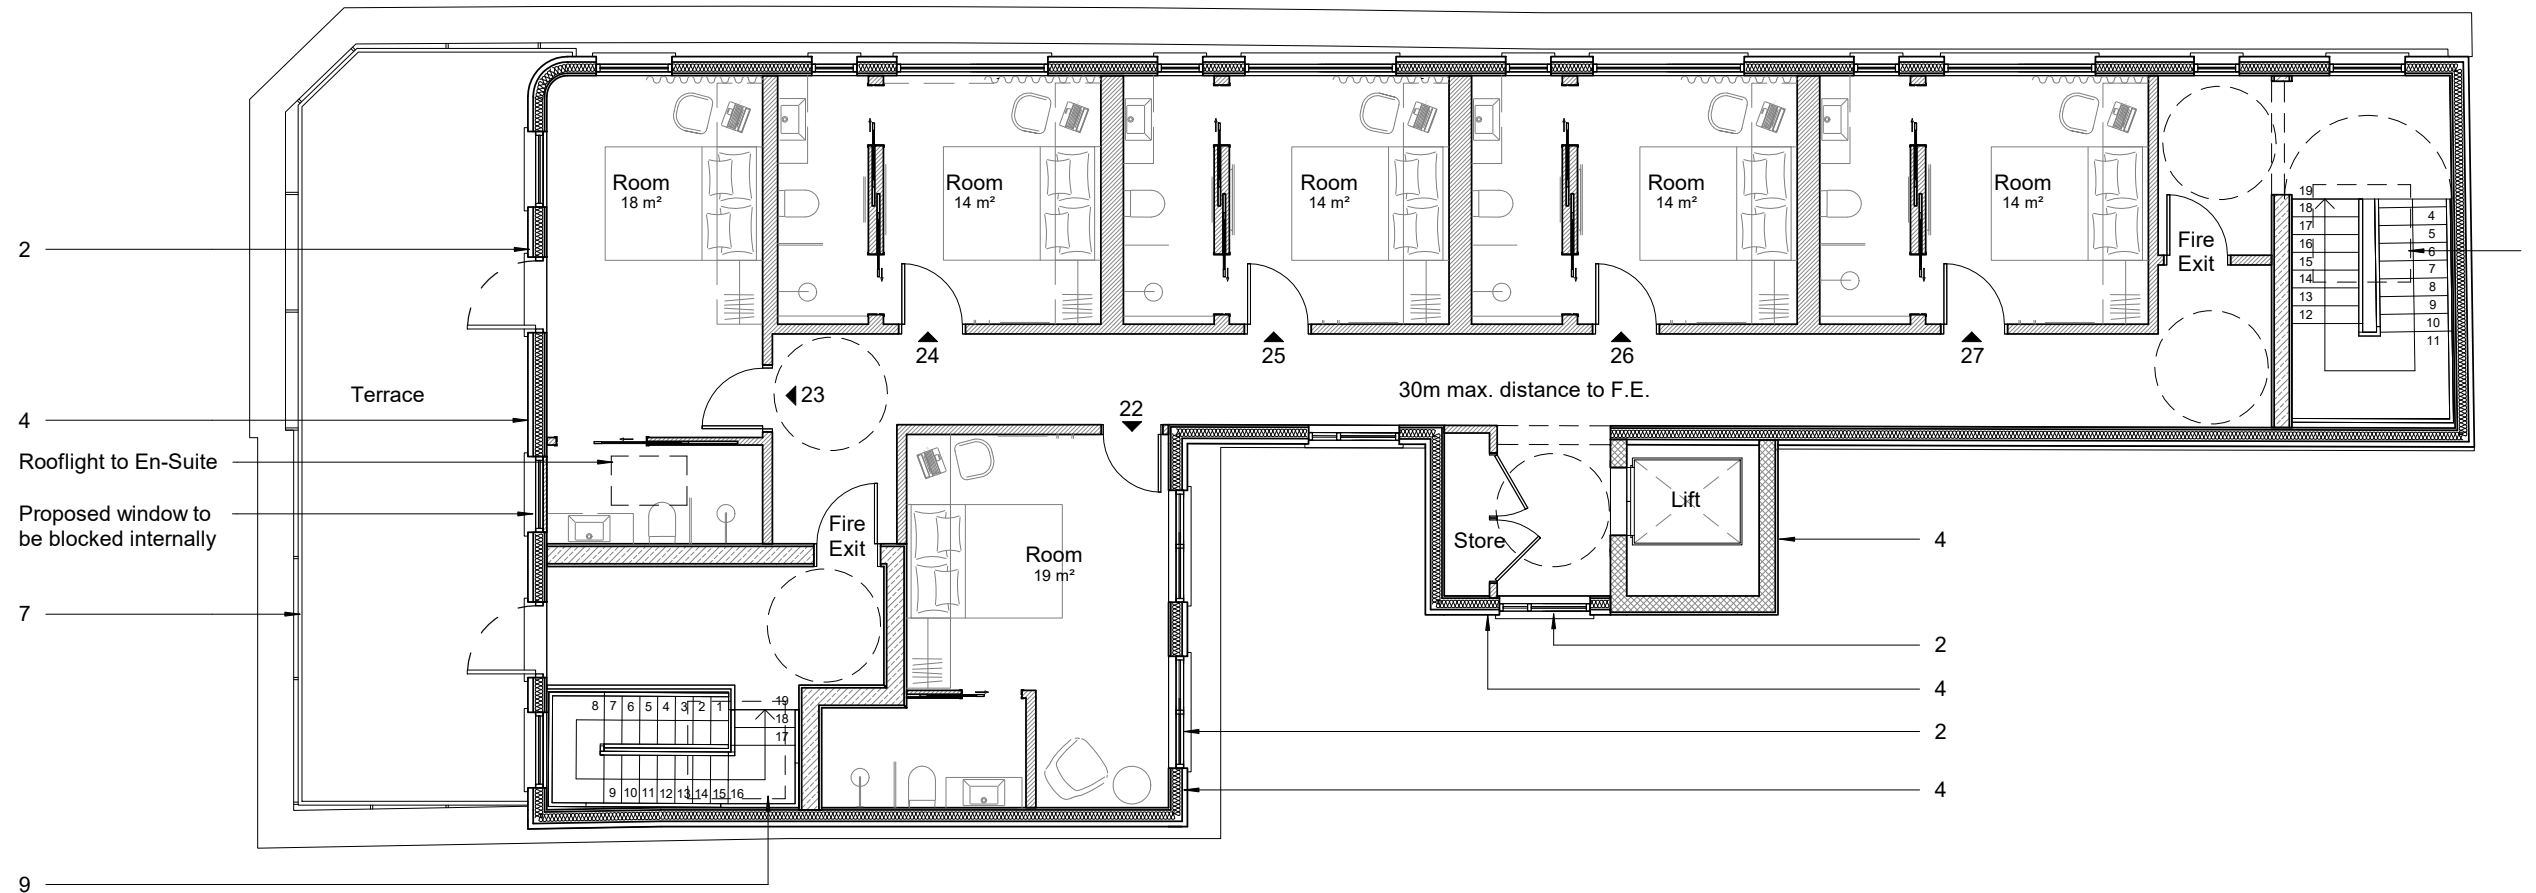 Room
18 m²
Room
14 m²
Room
14 m²
Room
14 m²
Room
14 m²
Fire
Exit
19
18
17
16
15
14
13
12
4
5
6
7
8
9
10
11
2
24
25
26
27
Terrace
23
30m max. distance to F.E.
22
4
Rooflight to En-Suite
Proposed window to
be blocked internally
Fire
Exit
Room
19 m²
Store
Lift
4
7
2
4
2
4
8 7 6 5 4 3 2 1
19
18
17
9 10 11 12 13 14 15 16
9